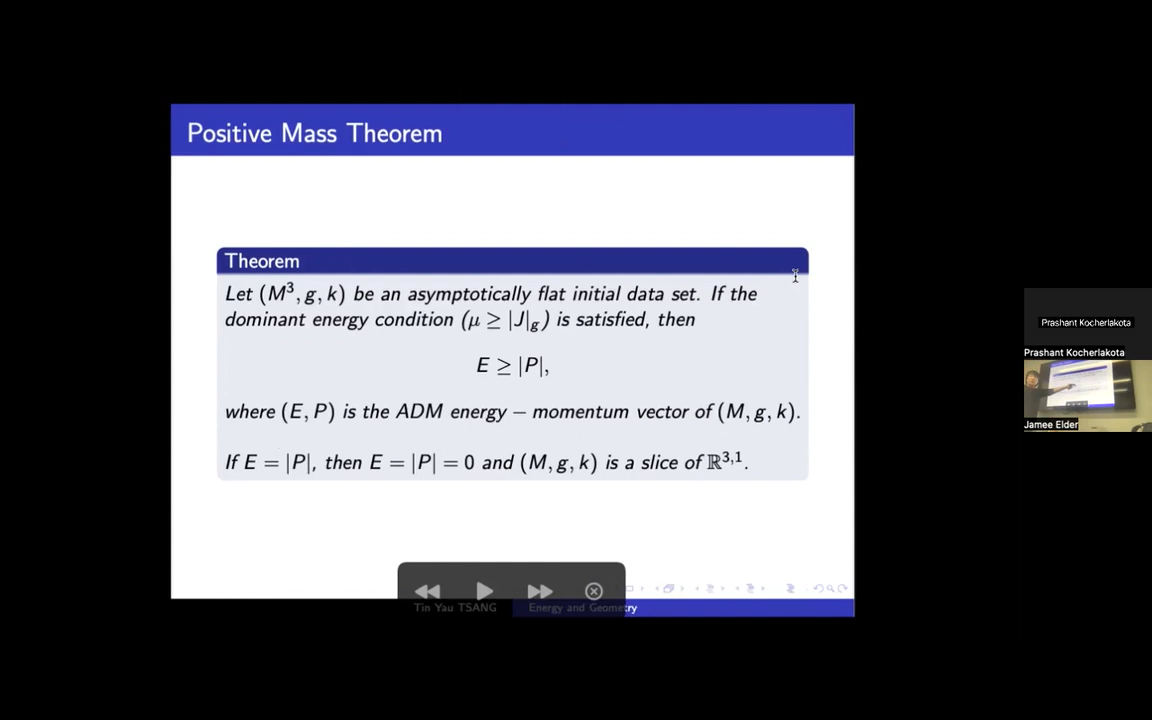 Positive Mass Theorem
Theorem
Let (M³, g, k) be an asymptotically flat initial data set. If the
dominant energy condition (μ ≥ |J|_g) is satisfied, then
E ≥ |P|,
where (E, P) is the ADM energy − momentum vector of (M, g, k).
If E = |P|, then E = |P| = 0 and (M, g, k) is a slice of ℝ³,¹.
Tin Yau TSANG
Energy and Geometry
Prashant Kocherlakota
Prashant Kocherlakota
Jamee Elder